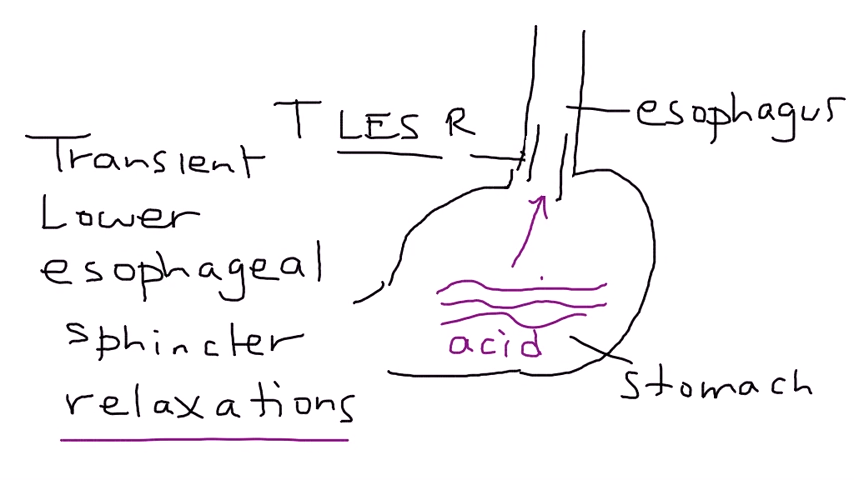 T LES R
esophagus
Transient
Lower
esophageal
sphincter
relaxations
acid
stomach